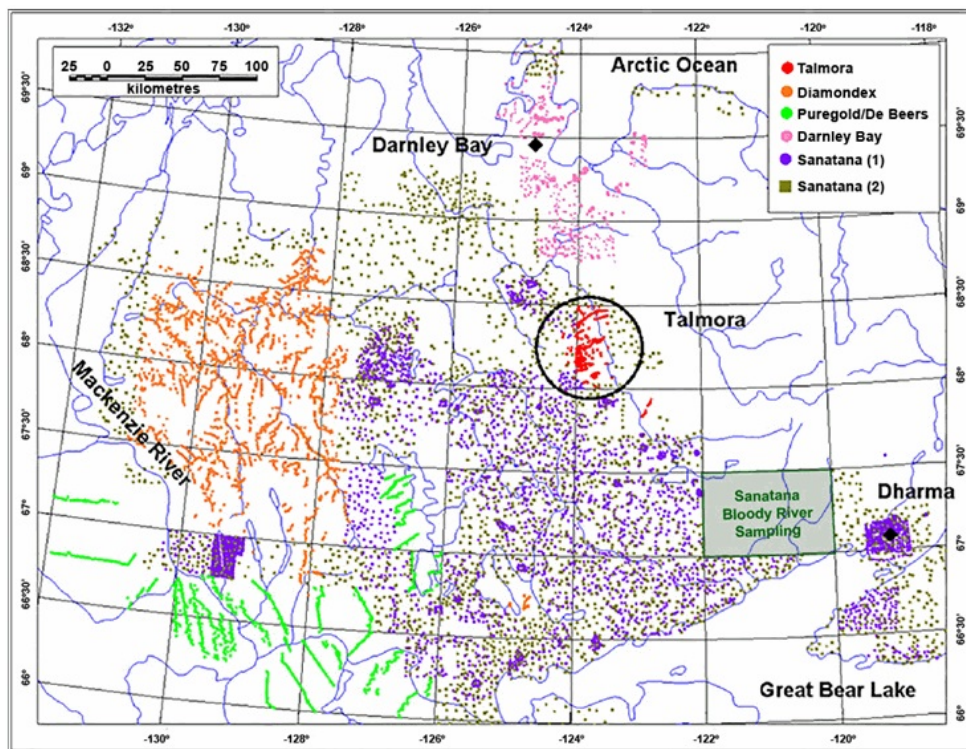 -132° -130° -128° -126° -124° -122° -120° -118°
25 0 25 50 75 100
kilometres
Arctic Ocean
Talmora
Diamondex
Puregold/De Beers
Darnley Bay
Sanatana (1)
Sanatana (2)
Darnley Bay
69°30'
69°30'
69°
69°
68°30'
68°30'
Talmora
68°
68°
Mackenzie River
67°30'
67°30'
Sanatana
Bloody River
Sampling
Dharma
67°
67°
66°30'
66°30'
Great Bear Lake
66°
66°
-130° -128° -126° -124° -122° -120°